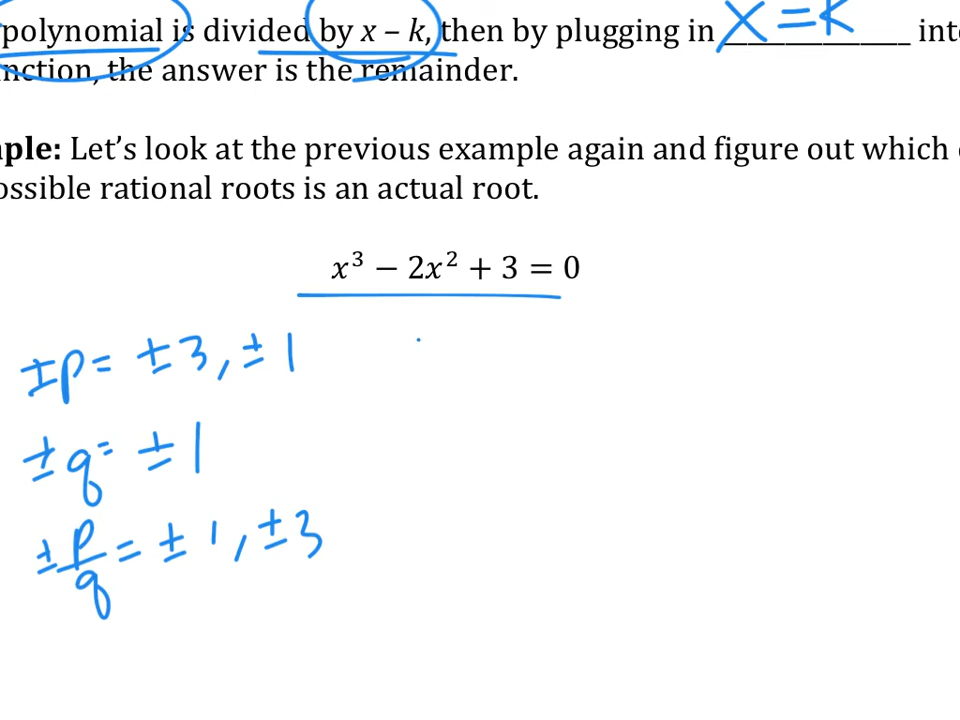 polynomial is divided by x – k, then by plugging in x = k
nction, the answer is the remainder.
Let's look at the previous example again and figure out which
ossible rational roots is an actual root.
x³ − 2x² + 3 = 0
±p = ±3, ±1
±q = ±1
±p/q = ±1, ±3